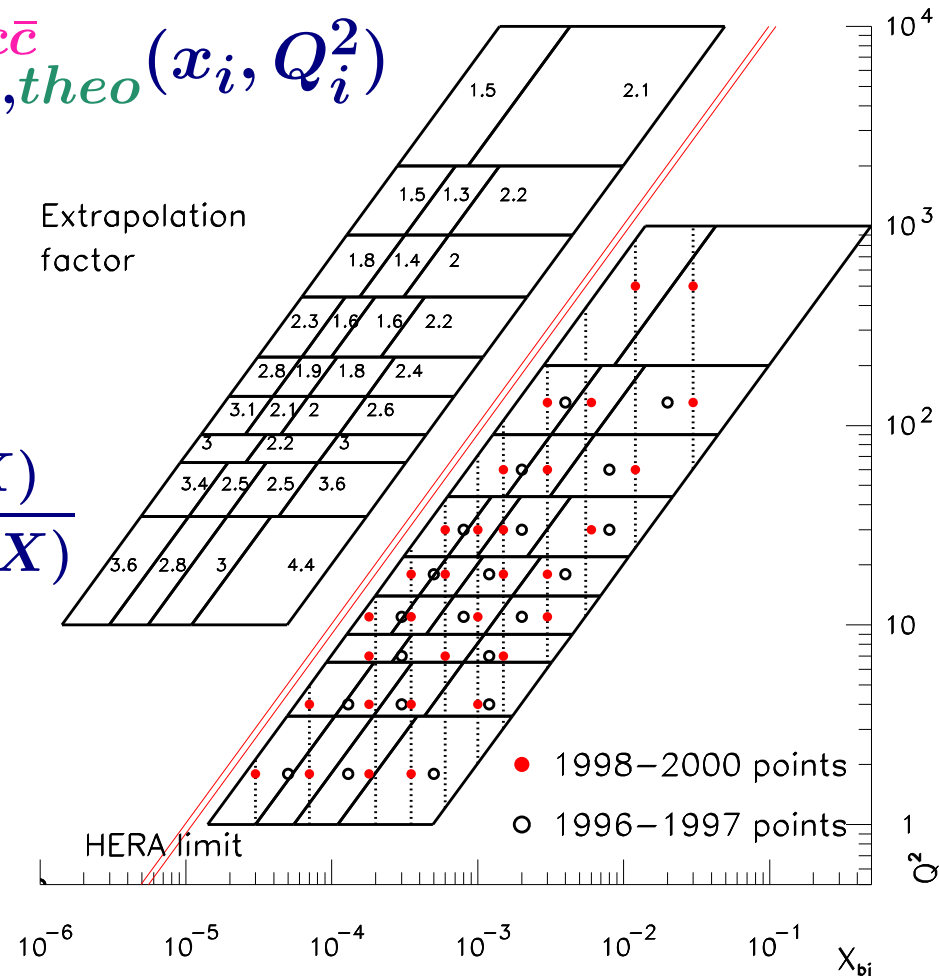 c\bar{c}
,theo (x_i, Q_i^2)
Extrapolation
factor
X)
X)
1.5 2.1
1.5 1.3 2.2
1.8 1.4 2
2.3 1.6 1.6 2.2
2.8 1.9 1.8 2.4
3.1 2.1 2 2.6
3 2.2 3
3.4 2.5 2.5 3.6
3.6 2.8 3 4.4
1998−2000 points
1996−1997 points
HERA limit
10^4
10^3
10^2
10
1
Q^2
10^-6 10^-5 10^-4 10^-3 10^-2 10^-1
X_bj